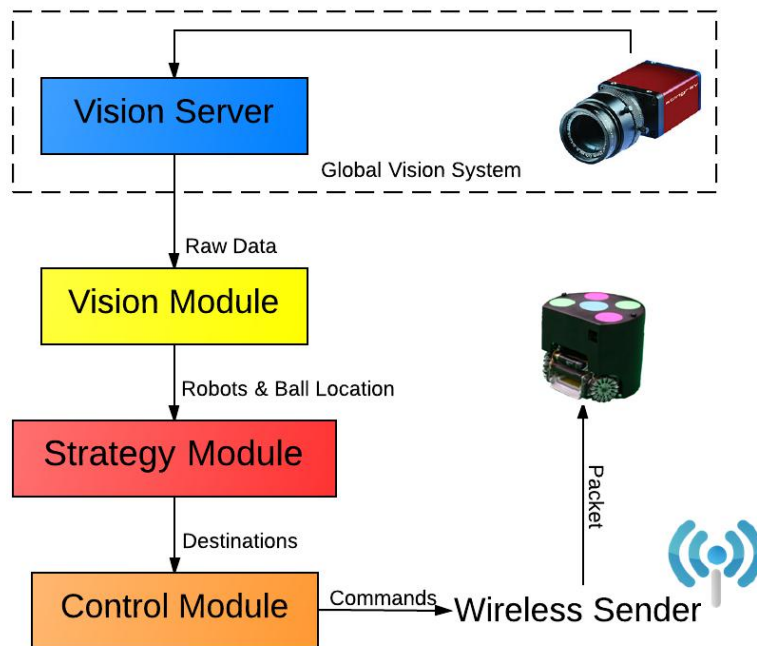 Vision Server
Global Vision System
Raw Data
Vision Module
Robots & Ball Location
Strategy Module
Destinations
Control Module
Commands
Wireless Sender
Packet